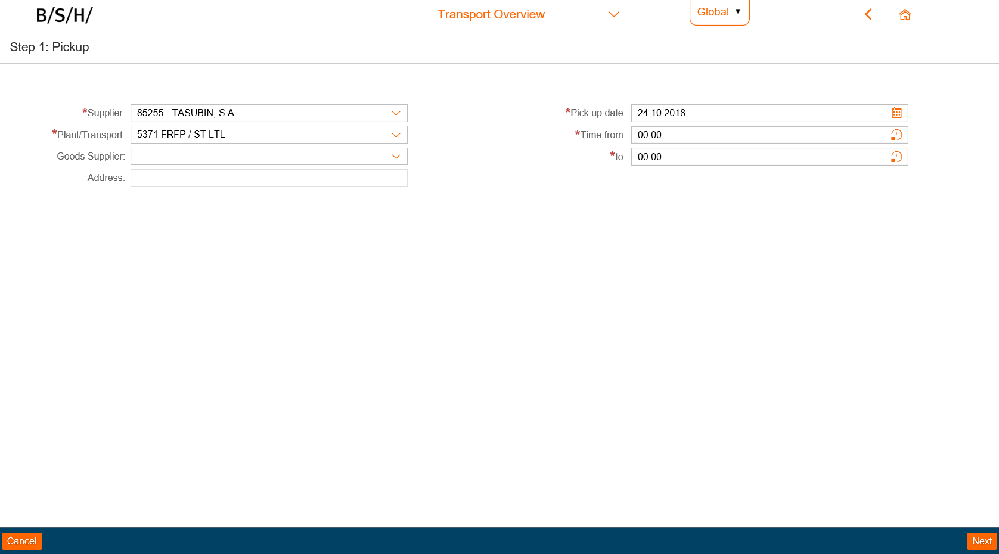 B/S/H/
Transport Overview
Global ▼
Step 1: Pickup
*Supplier: 85255 - TASUBIN, S.A.
*Plant/Transport: 5371 FRFP / ST LTL
Goods Supplier:
Address:
*Pick up date: 24.10.2018
*Time from: 00:00
*to: 00:00
Cancel
Next